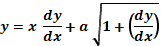 y = x dy/dx + a √(1 + (dy/dx